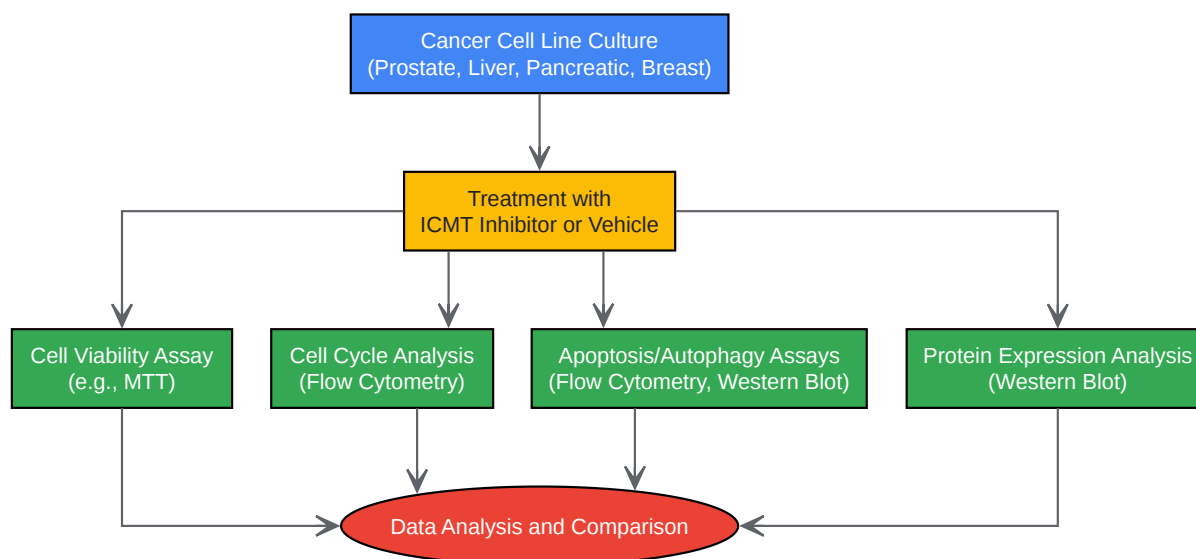 Cancer Cell Line Culture
(Prostate, Liver, Pancreatic, Breast)
Treatment with
ICMT Inhibitor or Vehicle
Cell Viability Assay
(e.g., MTT)
Cell Cycle Analysis
(Flow Cytometry)
Apoptosis/Autophagy Assays
(Flow Cytometry, Western Blot)
Protein Expression Analysis
(Western Blot)
Data Analysis and Comparison